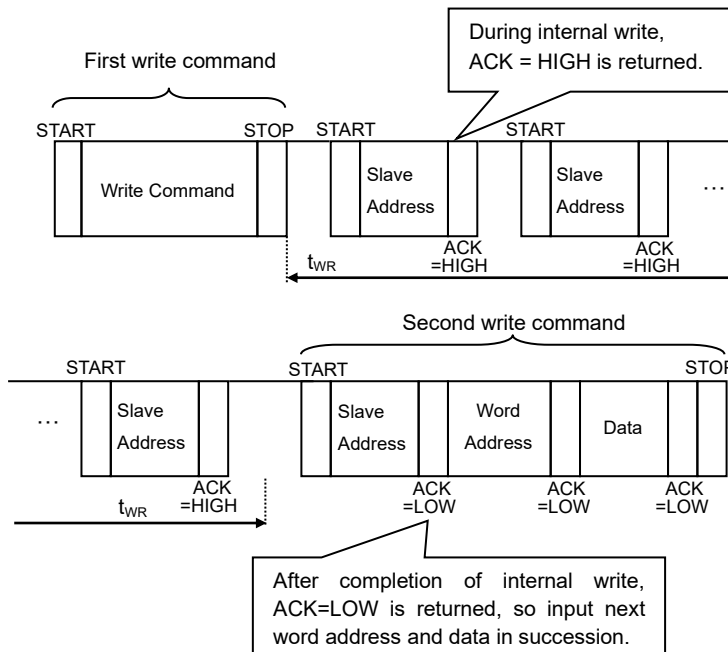 During internal write,
ACK = HIGH is returned.
First write command
START STOP START START
Write Command
Slave
Address
Slave
Address
…
ACK
=HIGH
ACK
=HIGH
tWR
Second write command
START START STOP
…
Slave
Address
Slave
Address
Word
Address
Data
ACK
=HIGH
ACK
=LOW
ACK
=LOW
ACK
=LOW
tWR
After completion of internal write,
ACK=LOW is returned, so input next
word address and data in succession.